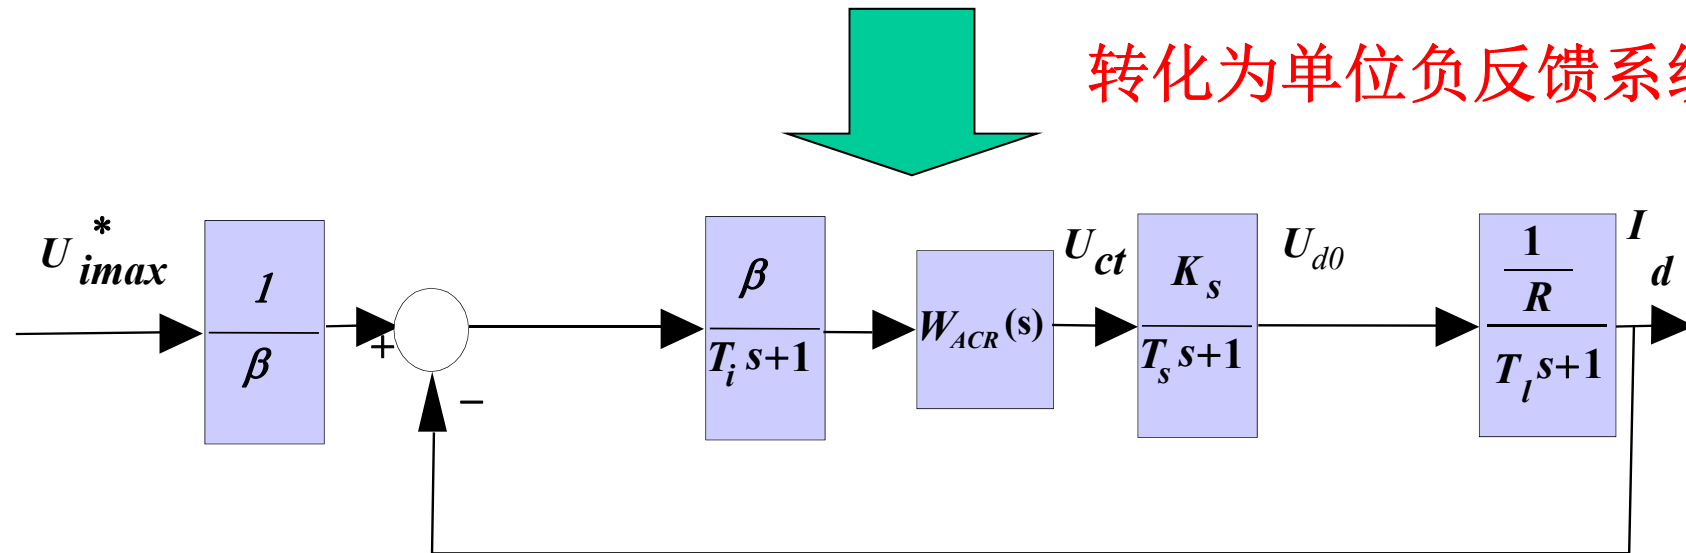 转化为单位负反馈系
U*imax
1
β
+
−
β
Ti s+1
WACR(s)
Uct
Ks
Ts s+1
Ud0
1
R
Tl s+1
Id